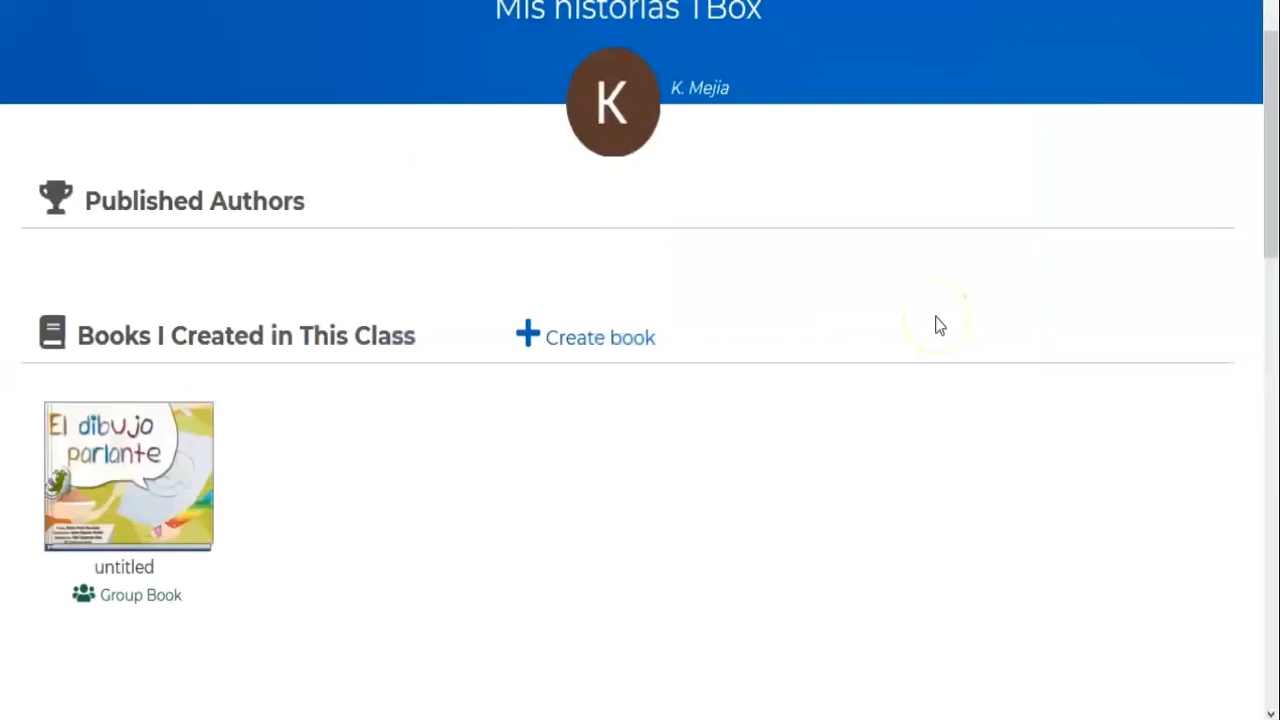 Mis historias TBox
K
K. Mejia
Published Authors
Books I Created in This Class
Create book
El dibujo
parlante
untitled
Group Book